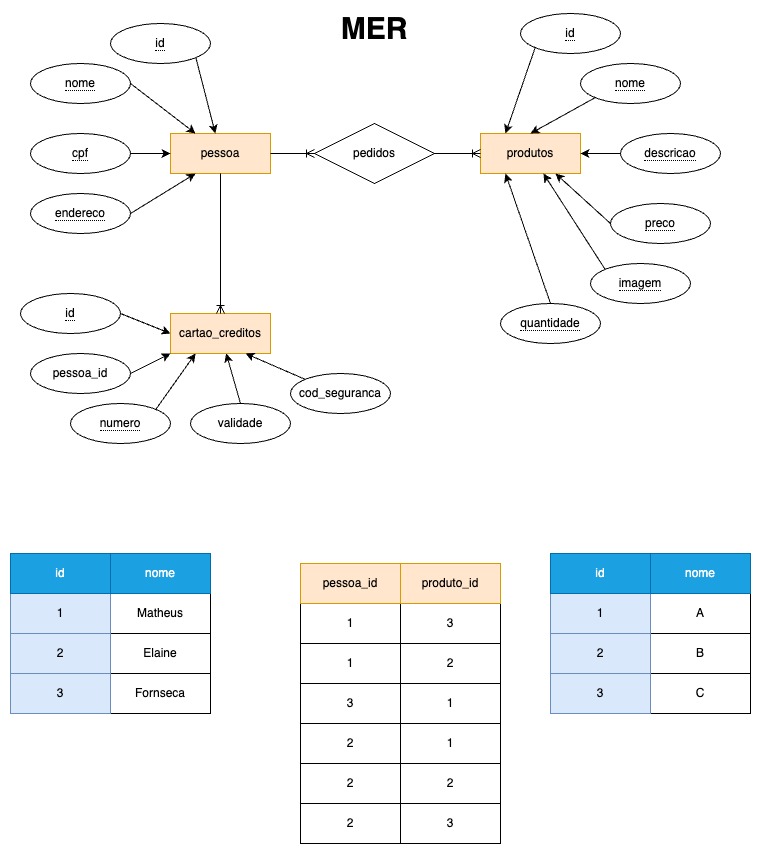 MER
id
nome
cpf
endereco
pessoa
pedidos
id
nome
produtos
descricao
preco
imagem
quantidade
id
pessoa_id
numero
validade
cod_seguranca
cartao_creditos
id nome
1 Matheus
2 Elaine
3 Fornseca
pessoa_id produto_id
1 3
1 2
3 1
2 1
2 2
2 3
id nome
1 A
2 B
3 C